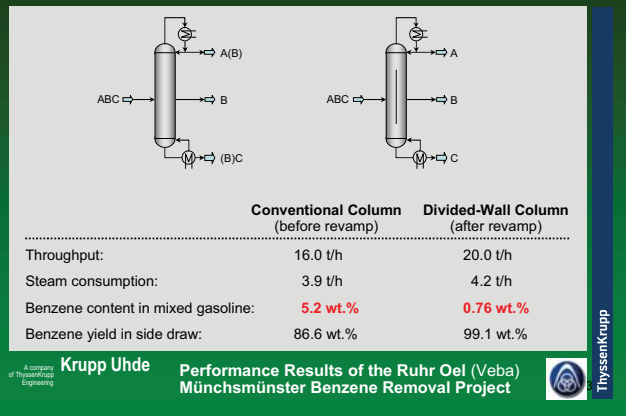 A(B)
ABC
B
(B)C
M
A
ABC
B
C
M
Conventional Column Divided-Wall Column
(before revamp) (after revamp)
Throughput: 16.0 t/h 20.0 t/h
Steam consumption: 3.9 t/h 4.2 t/h
Benzene content in mixed gasoline: 5.2 wt.% 0.76 wt.%
Benzene yield in side draw: 86.6 wt.% 99.1 wt.%
A company
of ThyssenKrupp
Engineering
Krupp Uhde
Performance Results of the Ruhr Oel (Veba)
Münchsmünster Benzene Removal Project
3
ThyssenKrupp